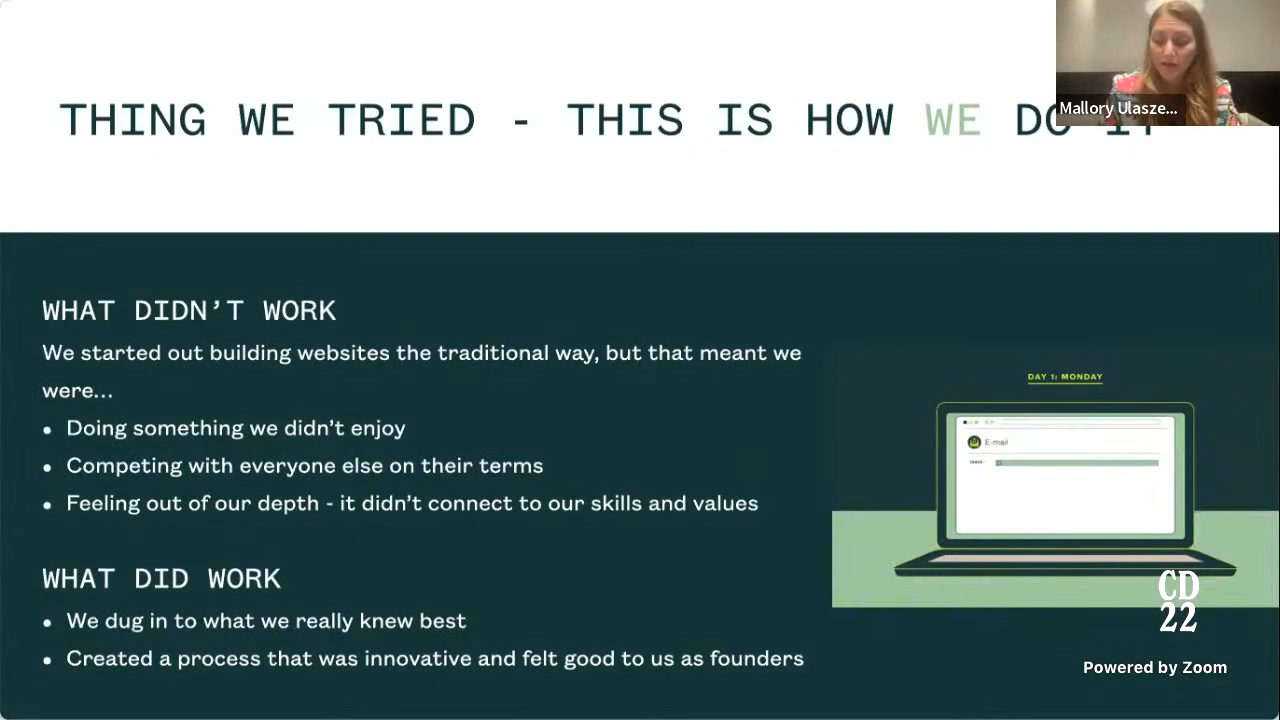 THING WE TRIED - THIS IS HOW WE DO IT
Mallory Ulasze...
WHAT DIDN’T WORK
We started out building websites the traditional way, but that meant we
were...
• Doing something we didn’t enjoy
• Competing with everyone else on their terms
• Feeling out of our depth - it didn’t connect to our skills and values
DAY 1: MONDAY
E-mail
WHAT DID WORK
• We dug in to what we really knew best
• Created a process that was innovative and felt good to us as founders
CD
22
Powered by Zoom